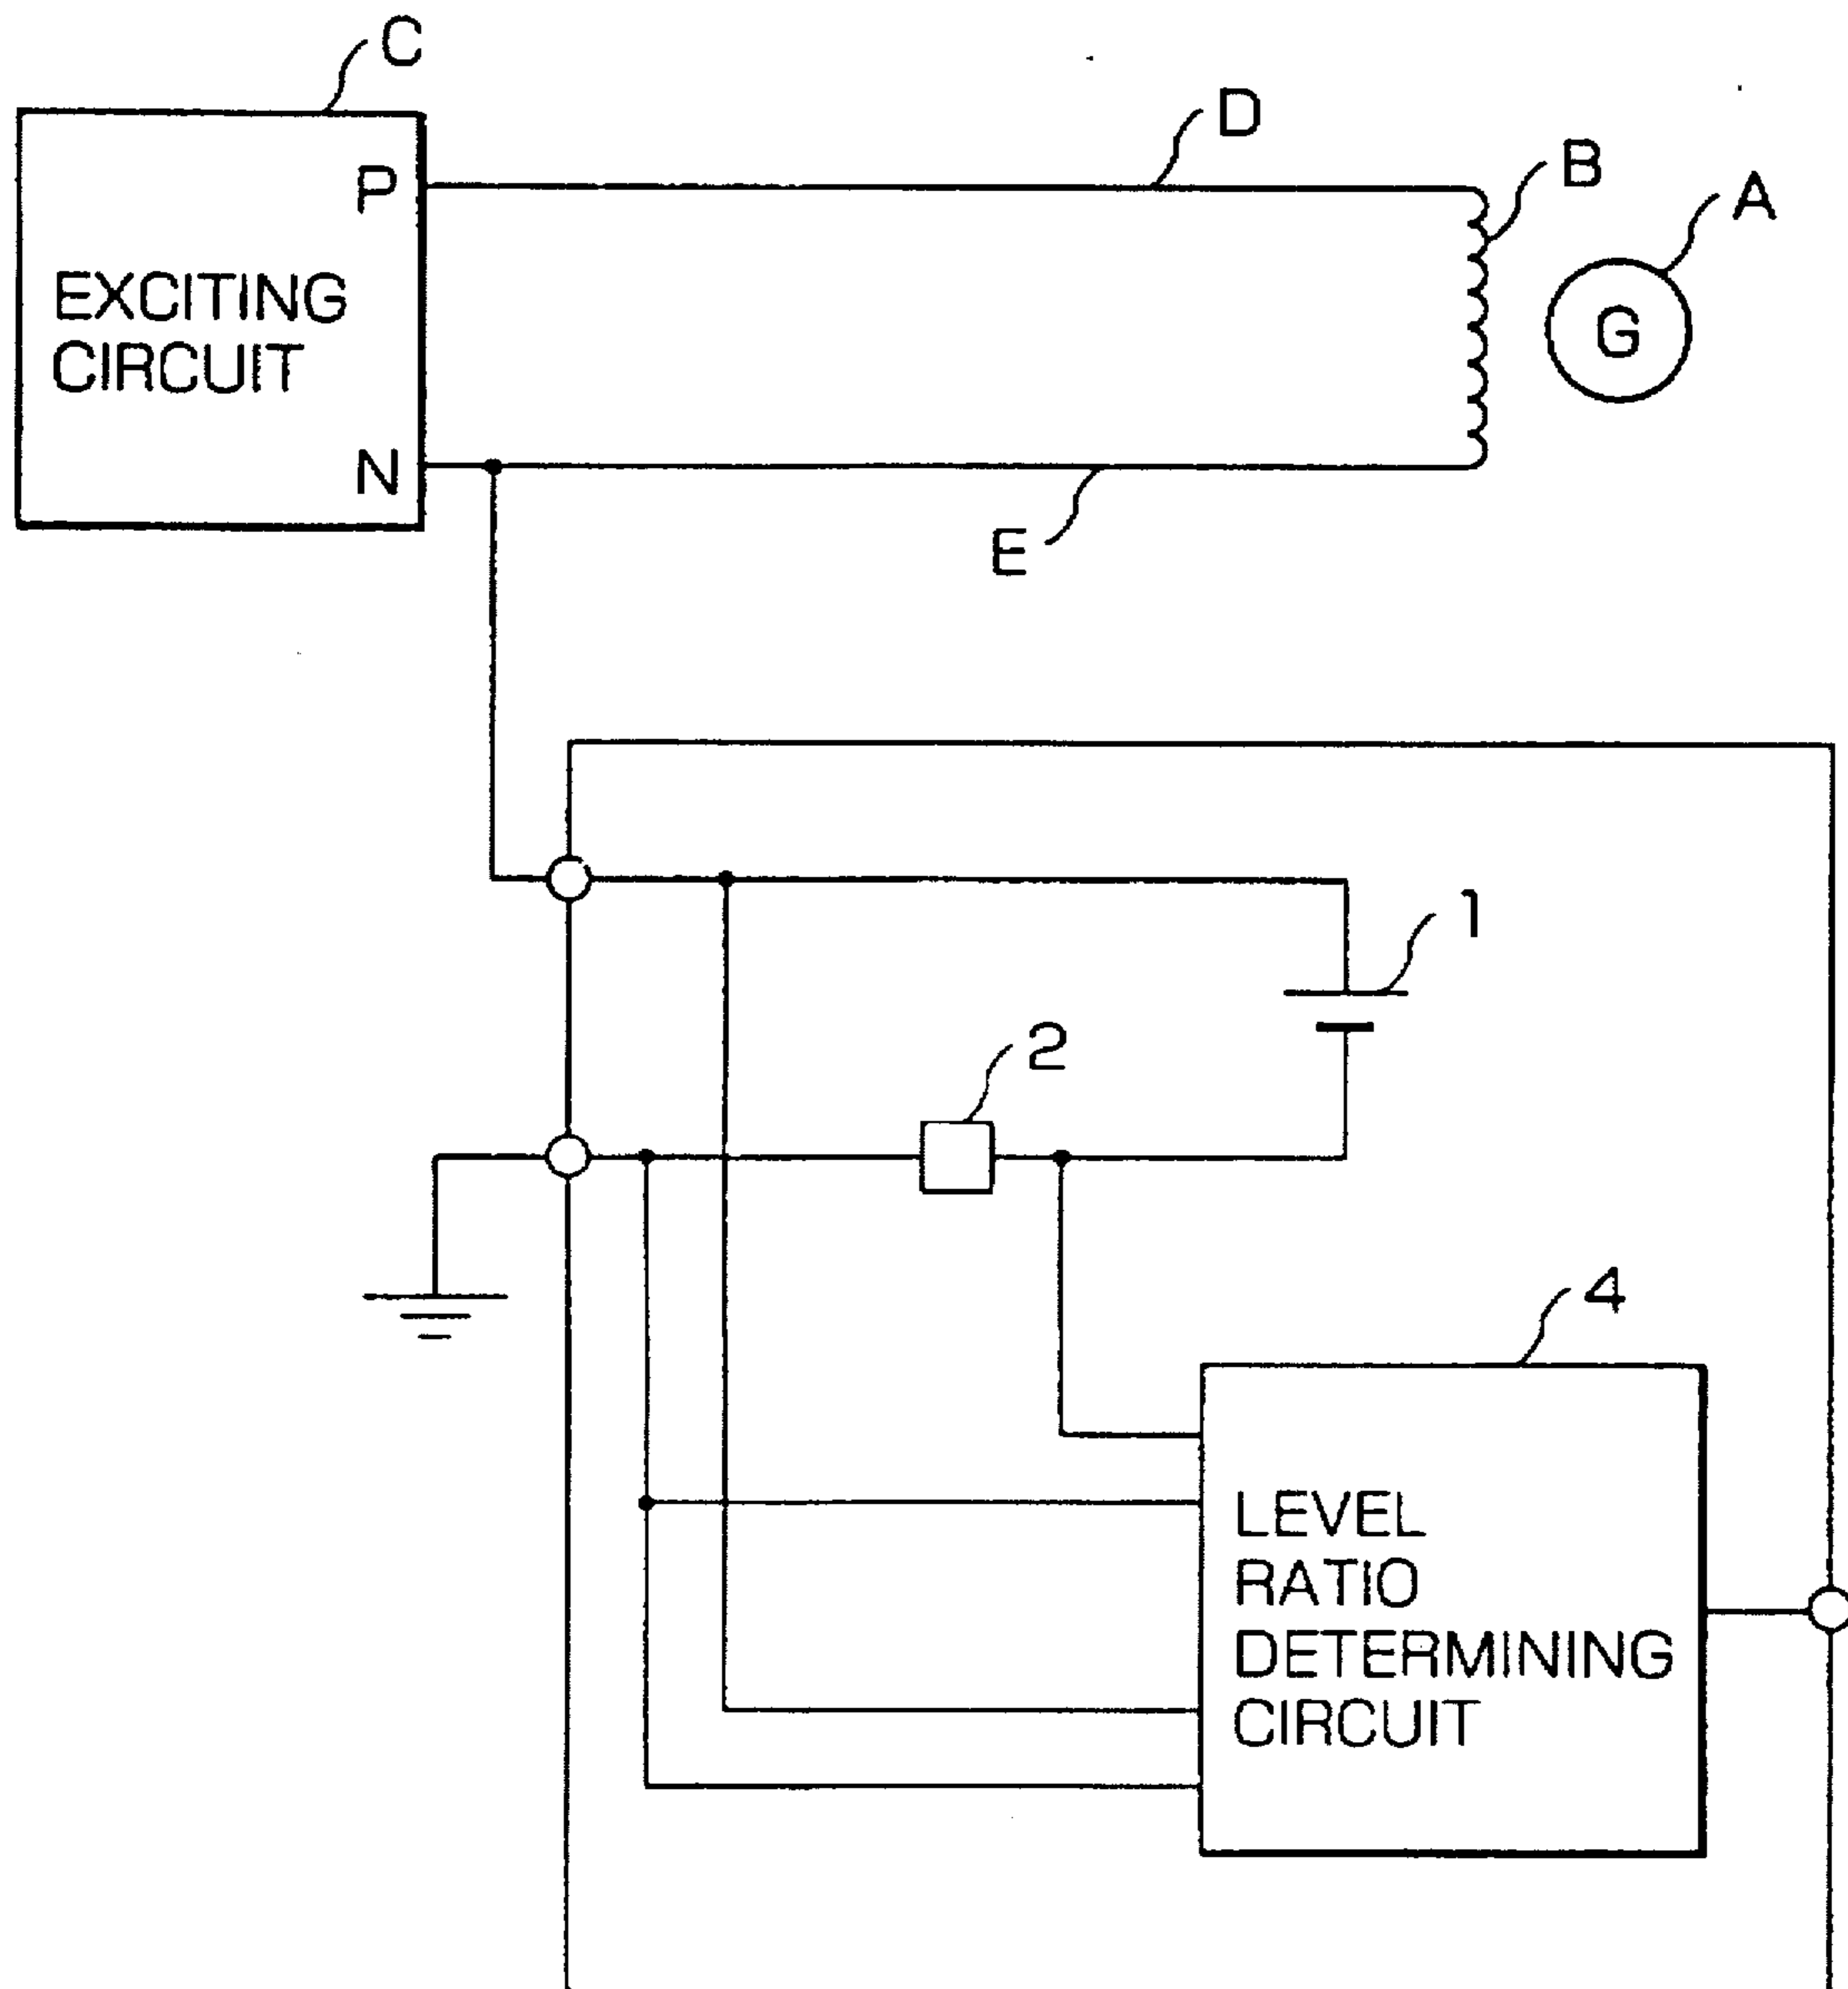 C
D
B
A
P
EXCITING
CIRCUIT
G
N
E
1
2
4
LEVEL
RATIO
DETERMINING
CIRCUIT